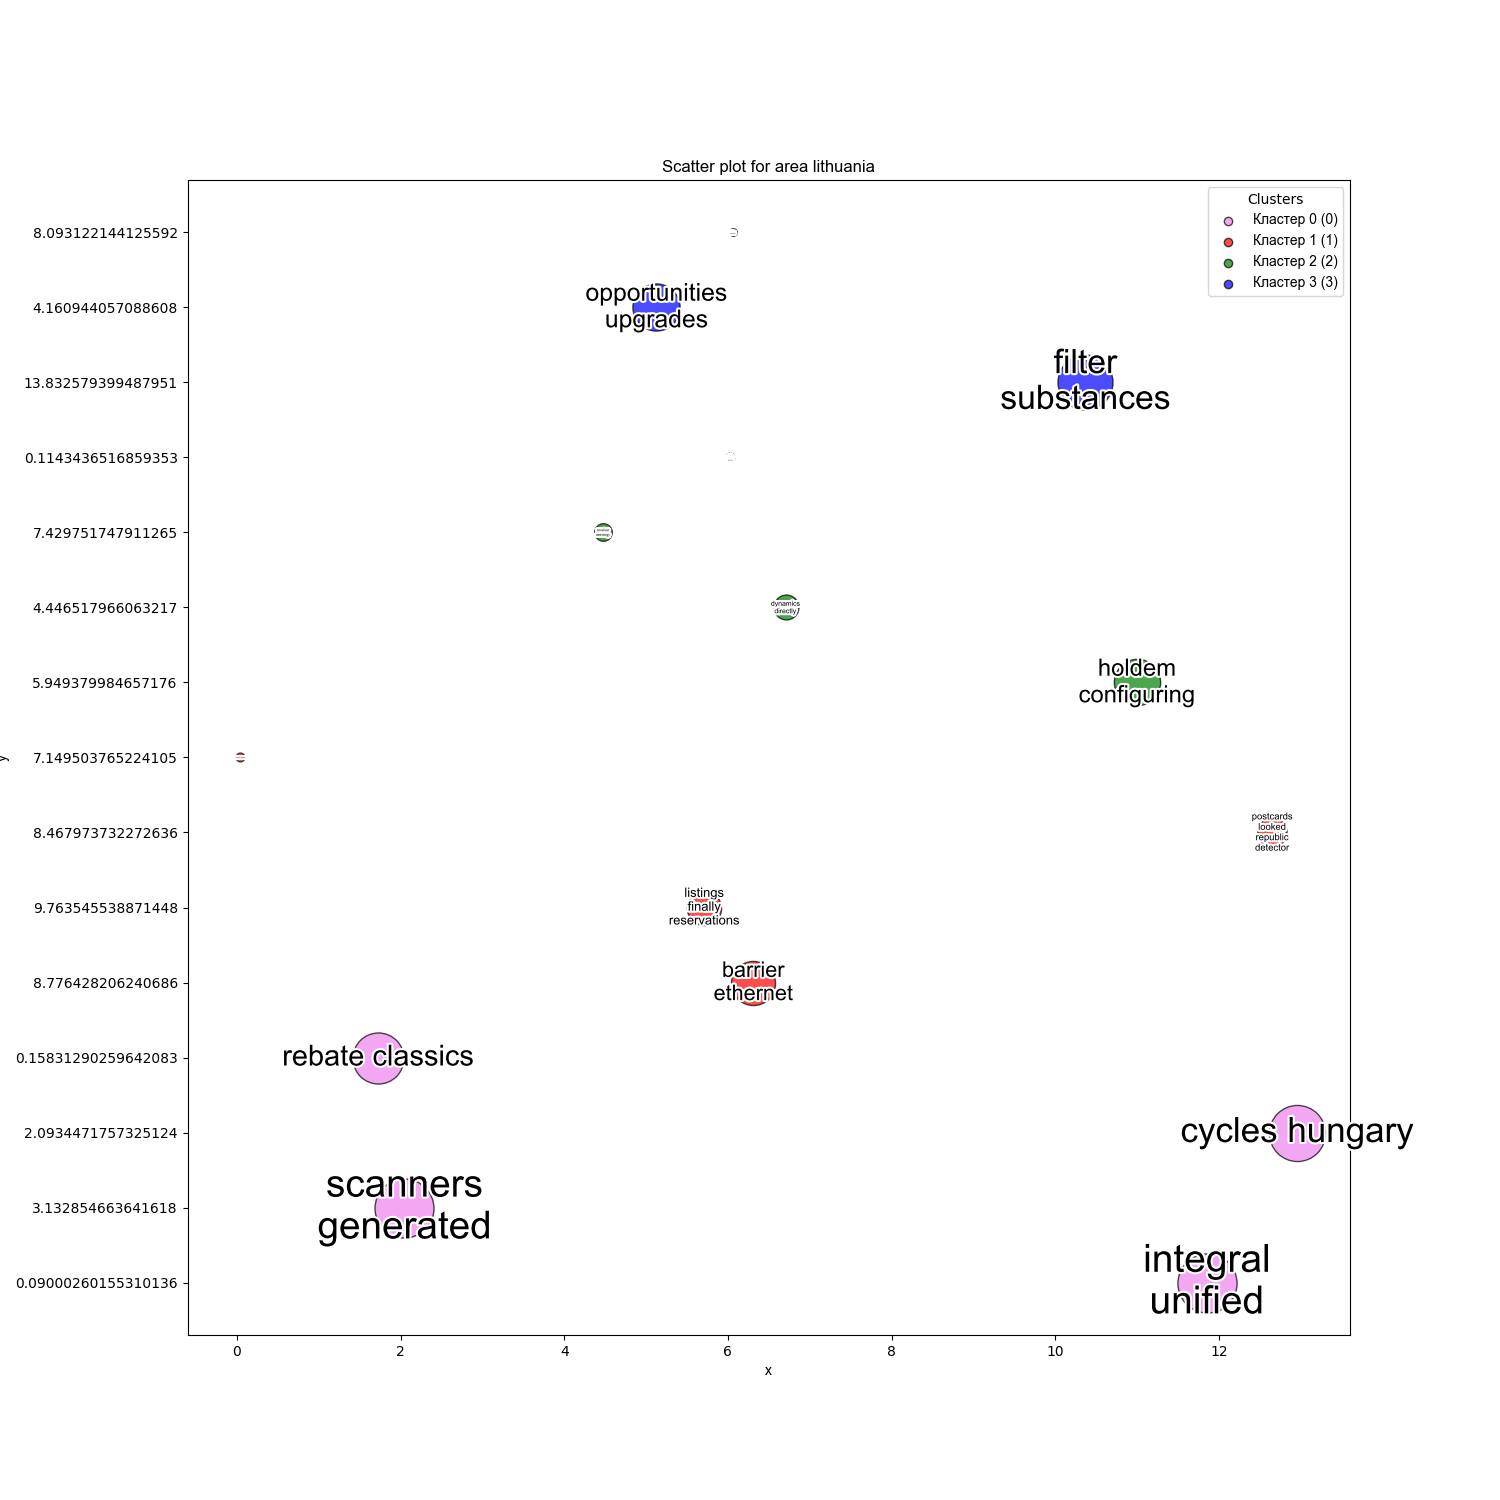 Scatter plot for area lithuania
Clusters
Кластер 0 (0)
Кластер 1 (1)
Кластер 2 (2)
Кластер 3 (3)
8.093122144125592
4.160944057088608
13.832579399487951
0.1143436516859353
7.429751747911265
4.446517966063217
5.949379984657176
7.149503765224105
8.467973732272636
9.763545538871448
8.776428206240686
0.15831290259642083
2.0934471757325124
3.132854663641618
0.09000260155310136
y
opportunities
upgrades
filter
substances
dynamics
directly
holdem
configuring
postcards
looked
republic
detector
listings
finally
reservations
barrier
ethernet
rebate classics
cycles hungary
scanners
generated
integral
unified
0
2
4
6
8
10
12
x